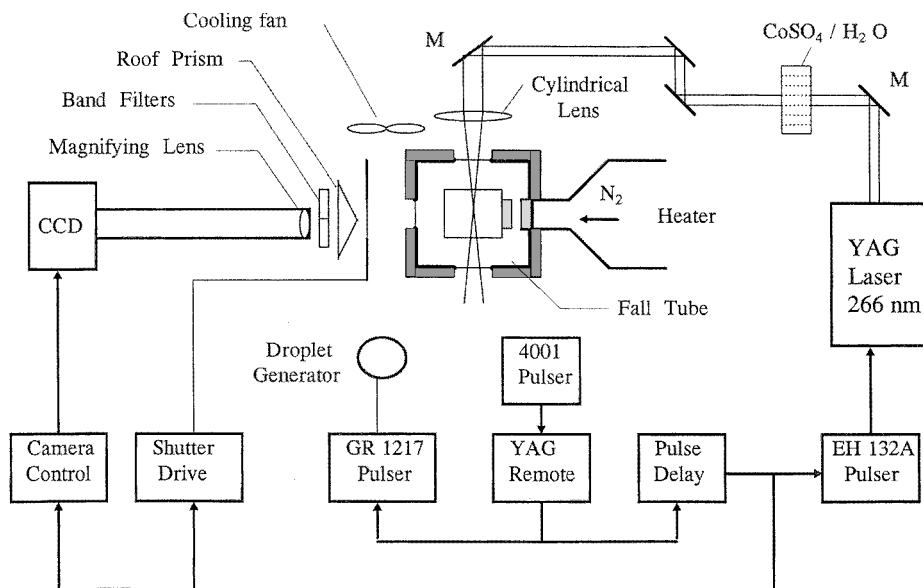 Cooling fan
Roof Prism
Band Filters
Magnifying Lens
M
Cylindrical
Lens
CoSO4 / H2 O
M
CCD
N2
Heater
YAG
Laser
266 nm
Fall Tube
Droplet
Generator
4001
Pulser
Camera
Control
Shutter
Drive
GR 1217
Pulser
YAG
Remote
Pulse
Delay
EH 132A
Pulser